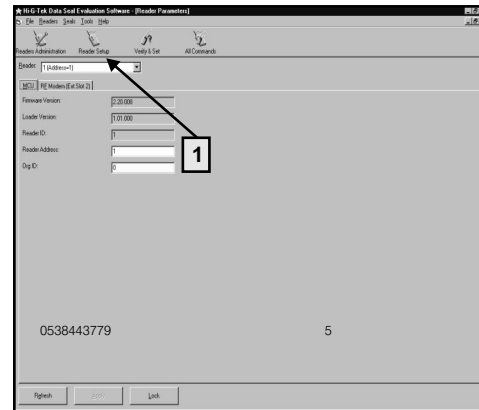 Hi-G-Tek Data Seal Evaluation Software - [Reader Parameters]
File Readers Seals Tools Help
Readers Administration Reader Setup Verify & Set All Commands
Reader: 1 (Address=1)
MCU RF Modem (Ext Slot 2)
Firmware Version: 2.20.008
Loader Version: 1.01.000
Reader ID: 1
1
Reader Address: 1
Org ID: 0
0538443779 5
Refresh Apply Lock